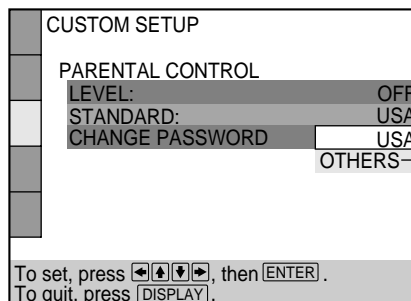 CUSTOM SETUP
PARENTAL CONTROL
LEVEL: OFF
STANDARD: USA
CHANGE PASSWORD USA
OTHERS
To set, press ←↑↓→, then ENTER.
To quit, press DISPLAY.